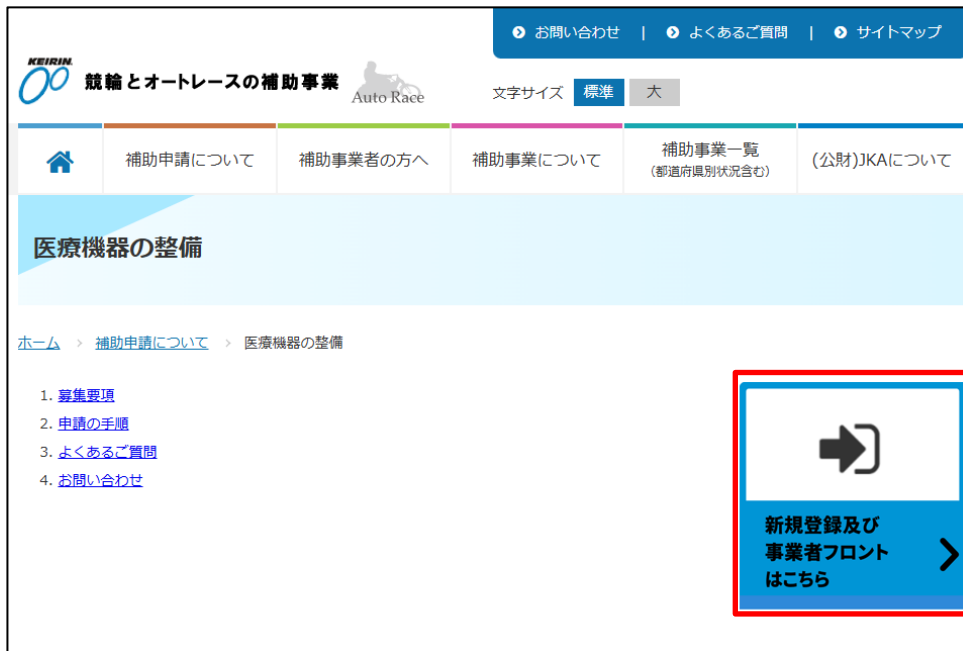 お問い合わせ | よくあるご質問 | サイトマップ
KEIRIN
競輪とオートレースの補助事業
Auto Race
文字サイズ 標準 大
補助申請について
補助事業者の方へ
補助事業について
補助事業一覧
(都道府県別状況含む)
(公財)JKAについて
医療機器の整備
ホーム > 補助申請について > 医療機器の整備
1. 募集要項
2. 申請の手順
3. よくあるご質問
4. お問い合わせ
新規登録及び
事業者フロント
はこちら